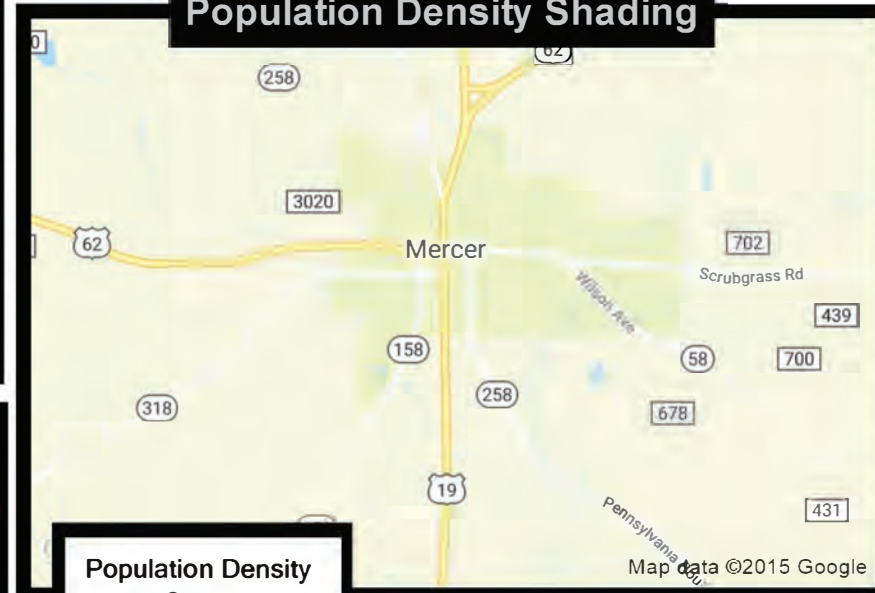 Population Density Shading
0
62
258
3020
62
Mercer
702
Scrubgrass Rd
Wilson Ave
439
158
58
700
318
258
678
19
431
Pennsylvania
Map data ©2015 Google
Population Density